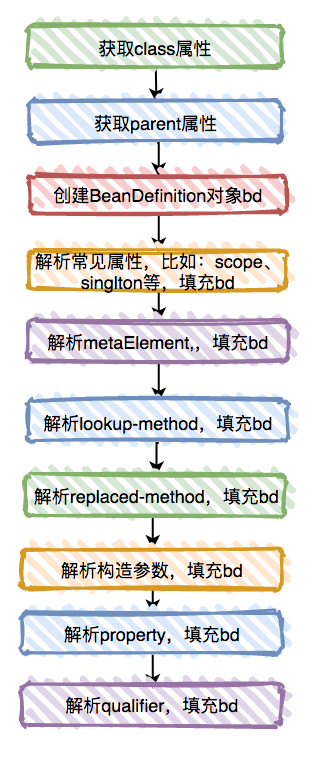 获取class属性
获取parent属性
创建BeanDefinition对象bd
解析常见属性，比如：scope、
singlton等，填充bd
解析metaElement,，填充bd
解析lookup-method，填充bd
解析replaced-method，填充bd
解析构造参数，填充bd
解析property，填充bd
解析qualifier，填充bd